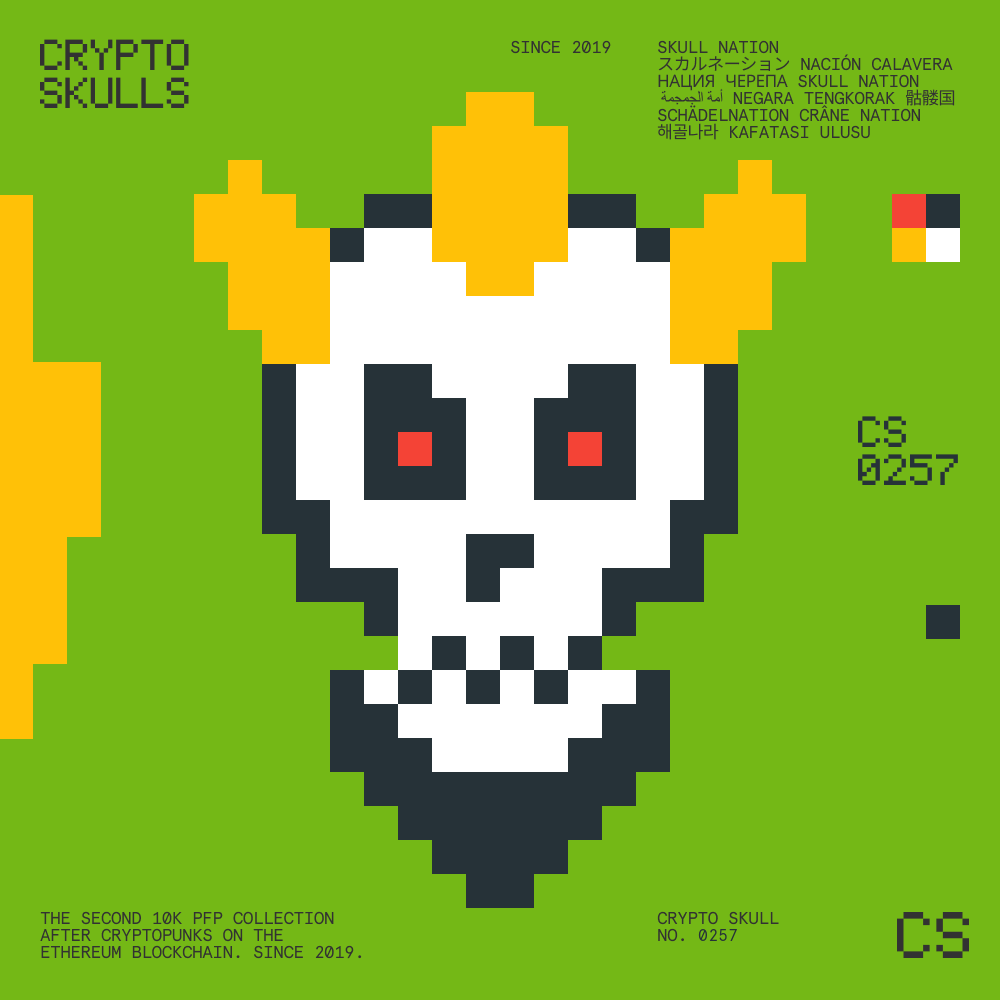 CRYPTO
SKULLS
SINCE 2019
SKULL NATION
スカルネーション NACIÓN CALAVERA
НАЦИЯ ЧЕРЕПА SKULL NATION
أمة الجمجمة NEGARA TENGKORAK 骷髅国
SCHÄDELNATION CRÂNE NATION
해골나라 KAFATASI ULUSU
CS
0257
THE SECOND 10K PFP COLLECTION
AFTER CRYPTOPUNKS ON THE
ETHEREUM BLOCKCHAIN. SINCE 2019.
CRYPTO SKULL
NO. 0257
CS